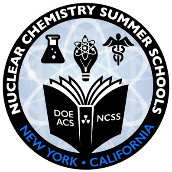 NUCLEAR CHEMISTRY SUMMER SCHOOLS
DOE
ACS
NCSS
NEW YORK • CALIFORNIA